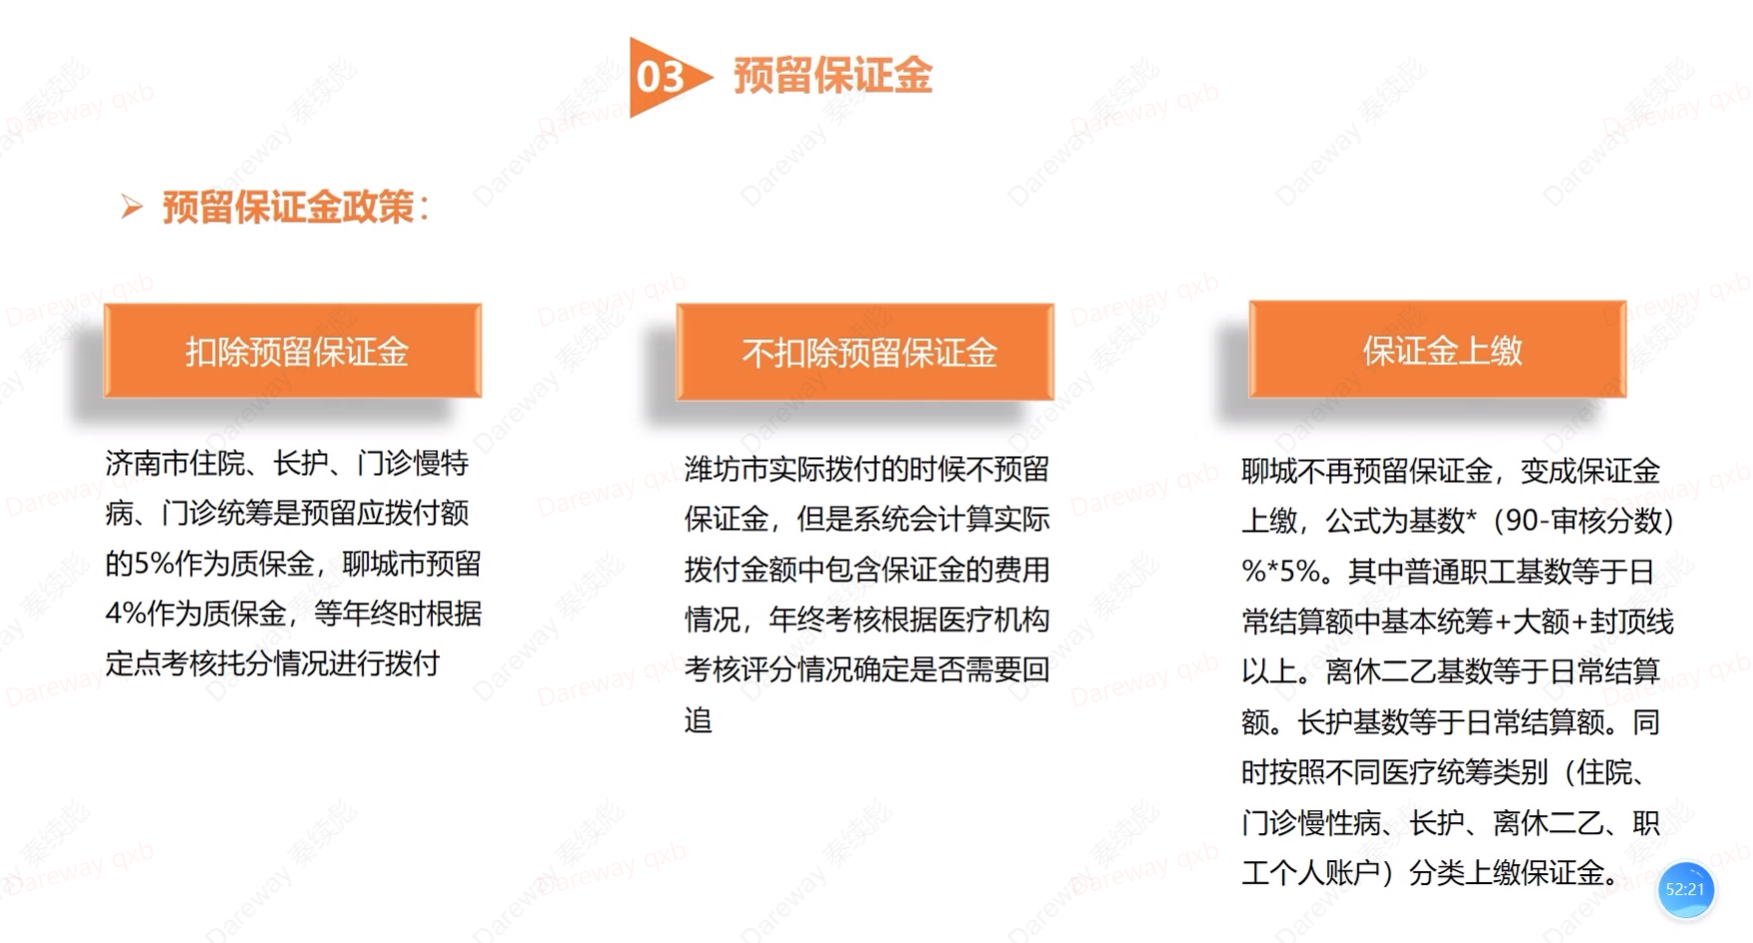 03 预留保证金
预留保证金政策：
扣除预留保证金
济南市住院、长护、门诊慢特
病、门诊统筹是预留应拨付额
的5%作为质保金，聊城市预留
4%作为质保金，等年终时根据
定点考核扥分情况进行拨付
不扣除预留保证金
潍坊市实际拨付的时候不预留
保证金，但是系统会计算实际
拨付金额中包含保证金的费用
情况，年终考核根据医疗机构
考核评分情况确定是否需要回
追
保证金上缴
聊城不再预留保证金，变成保证金
上缴，公式为基数*（90-审核分数）
%*5%。其中普通职工基数等于日
常结算额中基本统筹+大额+封顶线
以上。离休二乙基数等于日常结算
额。长护基数等于日常结算额。同
时按照不同医疗统筹类别（住院、
门诊慢性病、长护、离休二乙、职
工个人账户）分类上缴保证金。
52:21
Dareway 秦续彪
Dareway qxb